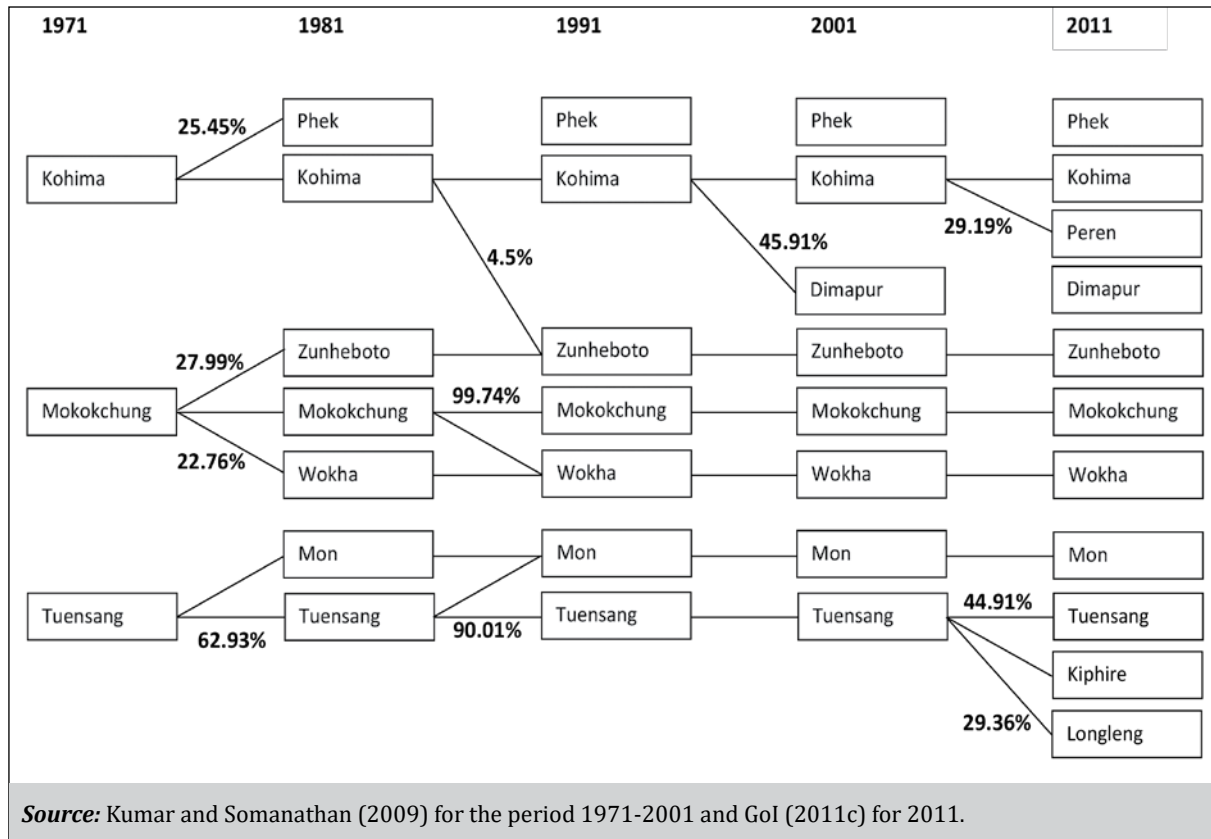 1971 1981 1991 2001 2011
Phek Phek Phek Phek
25.45%
Kohima Kohima Kohima Kohima Kohima
29.19% Peren
4.5% 45.91%
Dimapur Dimapur
Zunheboto Zunheboto Zunheboto Zunheboto
27.99%
99.74%
Mokokchung Mokokchung Mokokchung Mokokchung Mokokchung
22.76%
Wokha Wokha Wokha Wokha
Mon Mon Mon Mon
44.91%
Tuensang Tuensang Tuensang Tuensang Tuensang
62.93% 90.01%
Kiphire
29.36%
Longleng
Source: Kumar and Somanathan (2009) for the period 1971-2001 and GoI (2011c) for 2011.